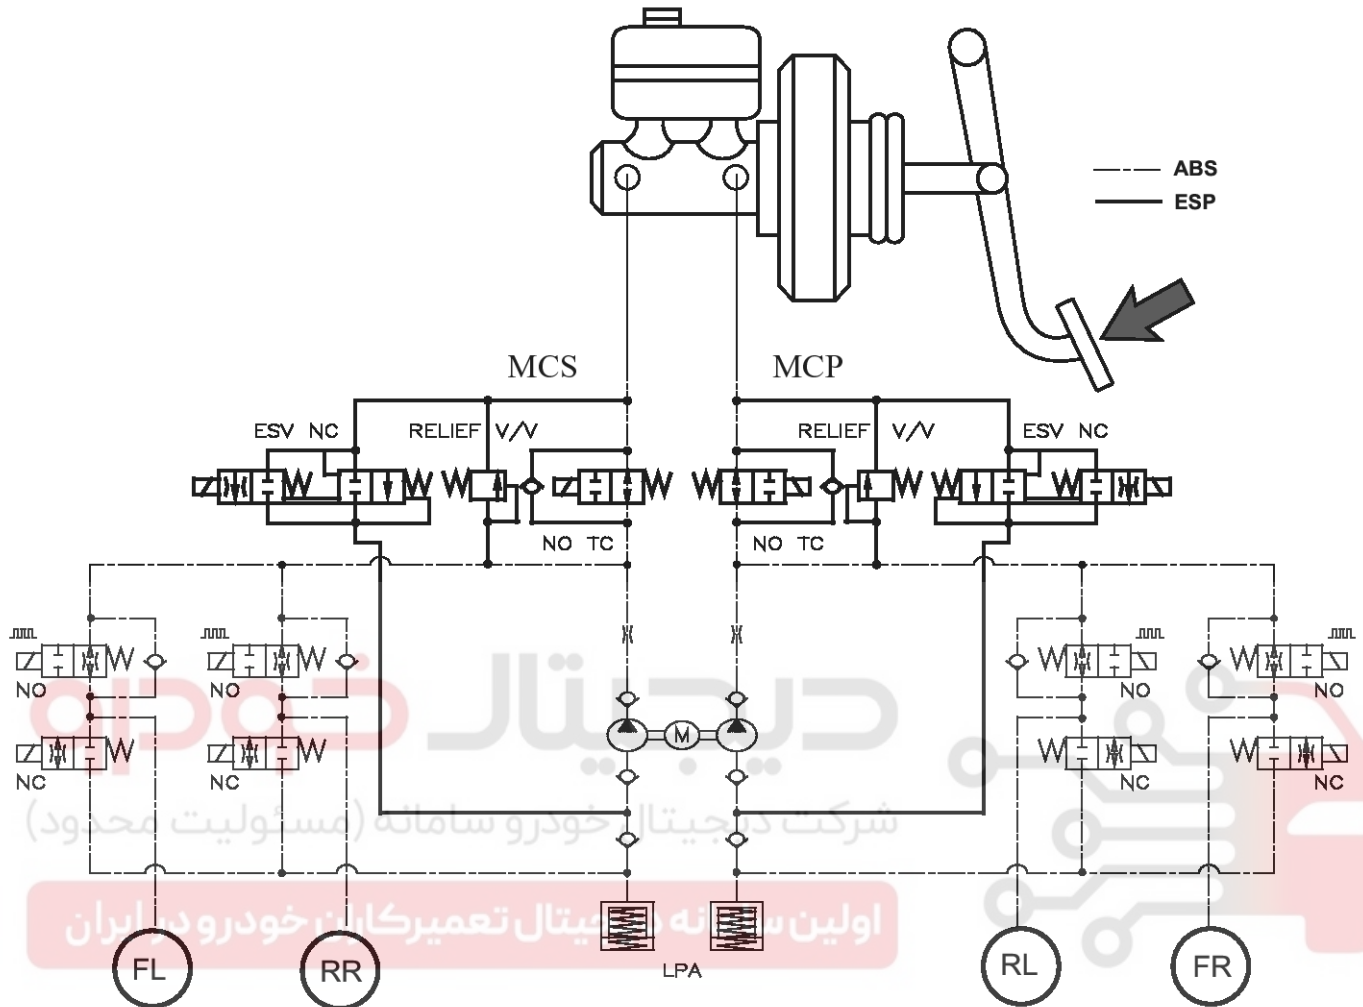 ABS
ESP
MCS MCP
ESV NC RELIEF V/V RELIEF V/V ESV NC
NO TC NO TC
NO NO NO NO
دیجیتال خودرو
M
NC NC NC NC
شرکت دیجیتال خودرو سامانه (مسئولیت محدود)
اولین سامانه دیجیتال تعمیرکاران خودرو در ایران
FL RR LPA RL FR